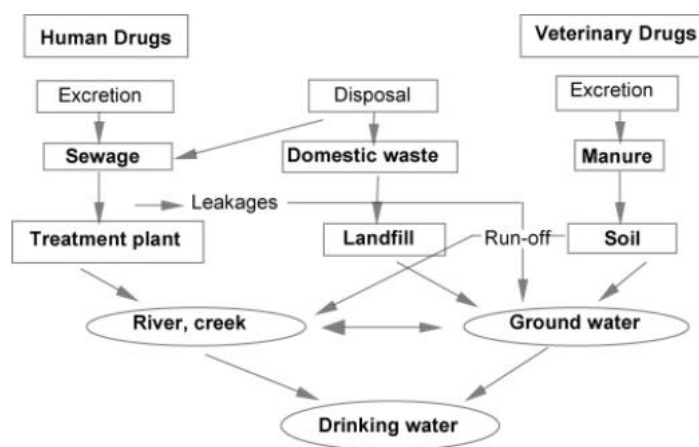 Human Drugs
Veterinary Drugs
Excretion
Disposal
Excretion
Sewage
Domestic waste
Manure
Leakages
Treatment plant
Landfill
Run-off
Soil
River, creek
Ground water
Drinking water